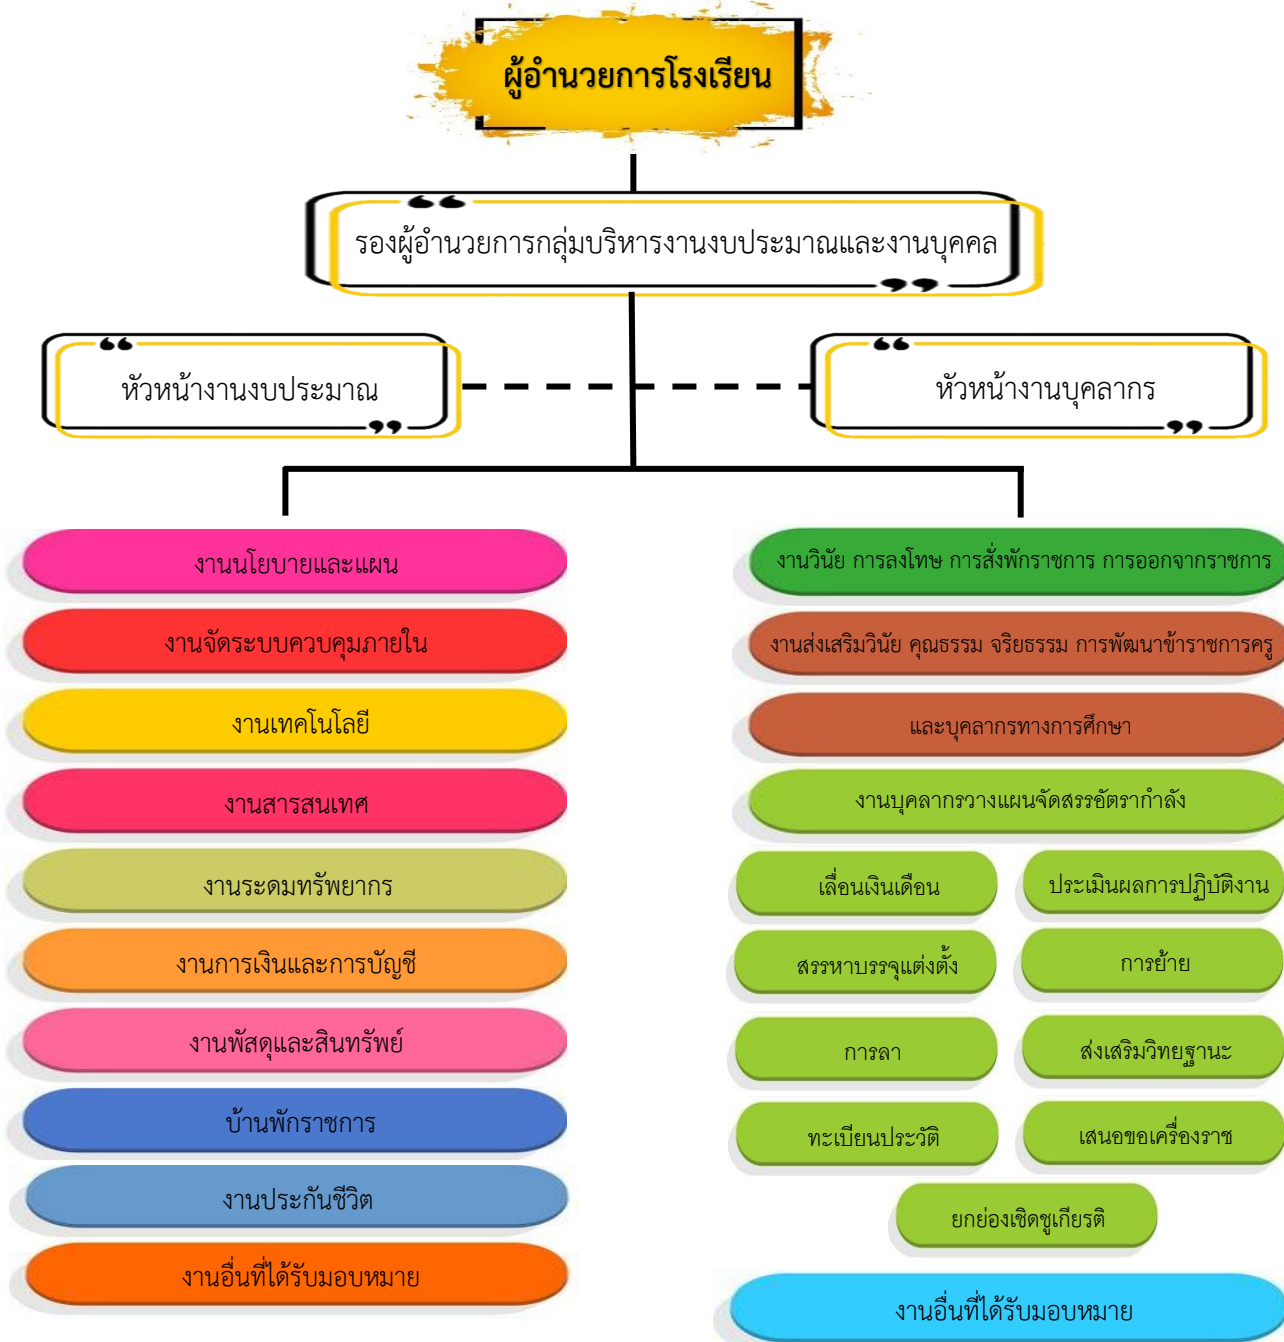 ผู้อำนวยการโรงเรียน
รองผู้อำนวยการกลุ่มบริหารงานงบประมาณและงานบุคคล
หัวหน้างานงบประมาณ
หัวหน้างานบุคลากร
งานนโยบายและแผน
งานจัดระบบควบคุมภายใน
งานเทคโนโลยี
งานสารสนเทศ
งานระดมทรัพยากร
งานการเงินและการบัญชี
งานพัสดุและสินทรัพย์
บ้านพักราชการ
งานประกันชีวิต
งานอื่นที่ได้รับมอบหมาย
งานวินัย การลงโทษ การสั่งพักราชการ การออกจากราชการ
งานส่งเสริมวินัย คุณธรรม จริยธรรม การพัฒนาข้าราชการครู
และบุคลากรทางการศึกษา
งานบุคลากรวางแผนจัดสรรอัตรากำลัง
เลื่อนเงินเดือน
ประเมินผลการปฏิบัติงาน
สรรหาบรรจุแต่งตั้ง
การย้าย
การลา
ส่งเสริมวิทยฐานะ
ทะเบียนประวัติ
เสนอขอเครื่องราช
ยกย่องเชิดชูเกียรติ
งานอื่นที่ได้รับมอบหมาย